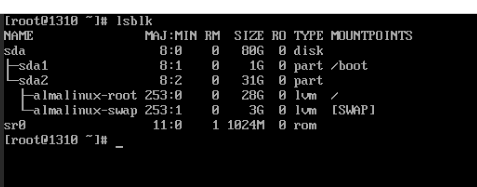 [root@1310 ~]# lsblk
NAME               MAJ:MIN RM  SIZE RO TYPE MOUNTPOINTS
sda                  8:0    0   80G  0 disk
├─sda1               8:1    0    1G  0 part /boot
└─sda2               8:2    0   31G  0 part
  ├─almalinux-root 253:0    0   28G  0 lvm  /
  └─almalinux-swap 253:1    0    3G  0 lvm  [SWAP]
sr0                 11:0    1 1024M  0 rom
[root@1310 ~]# _